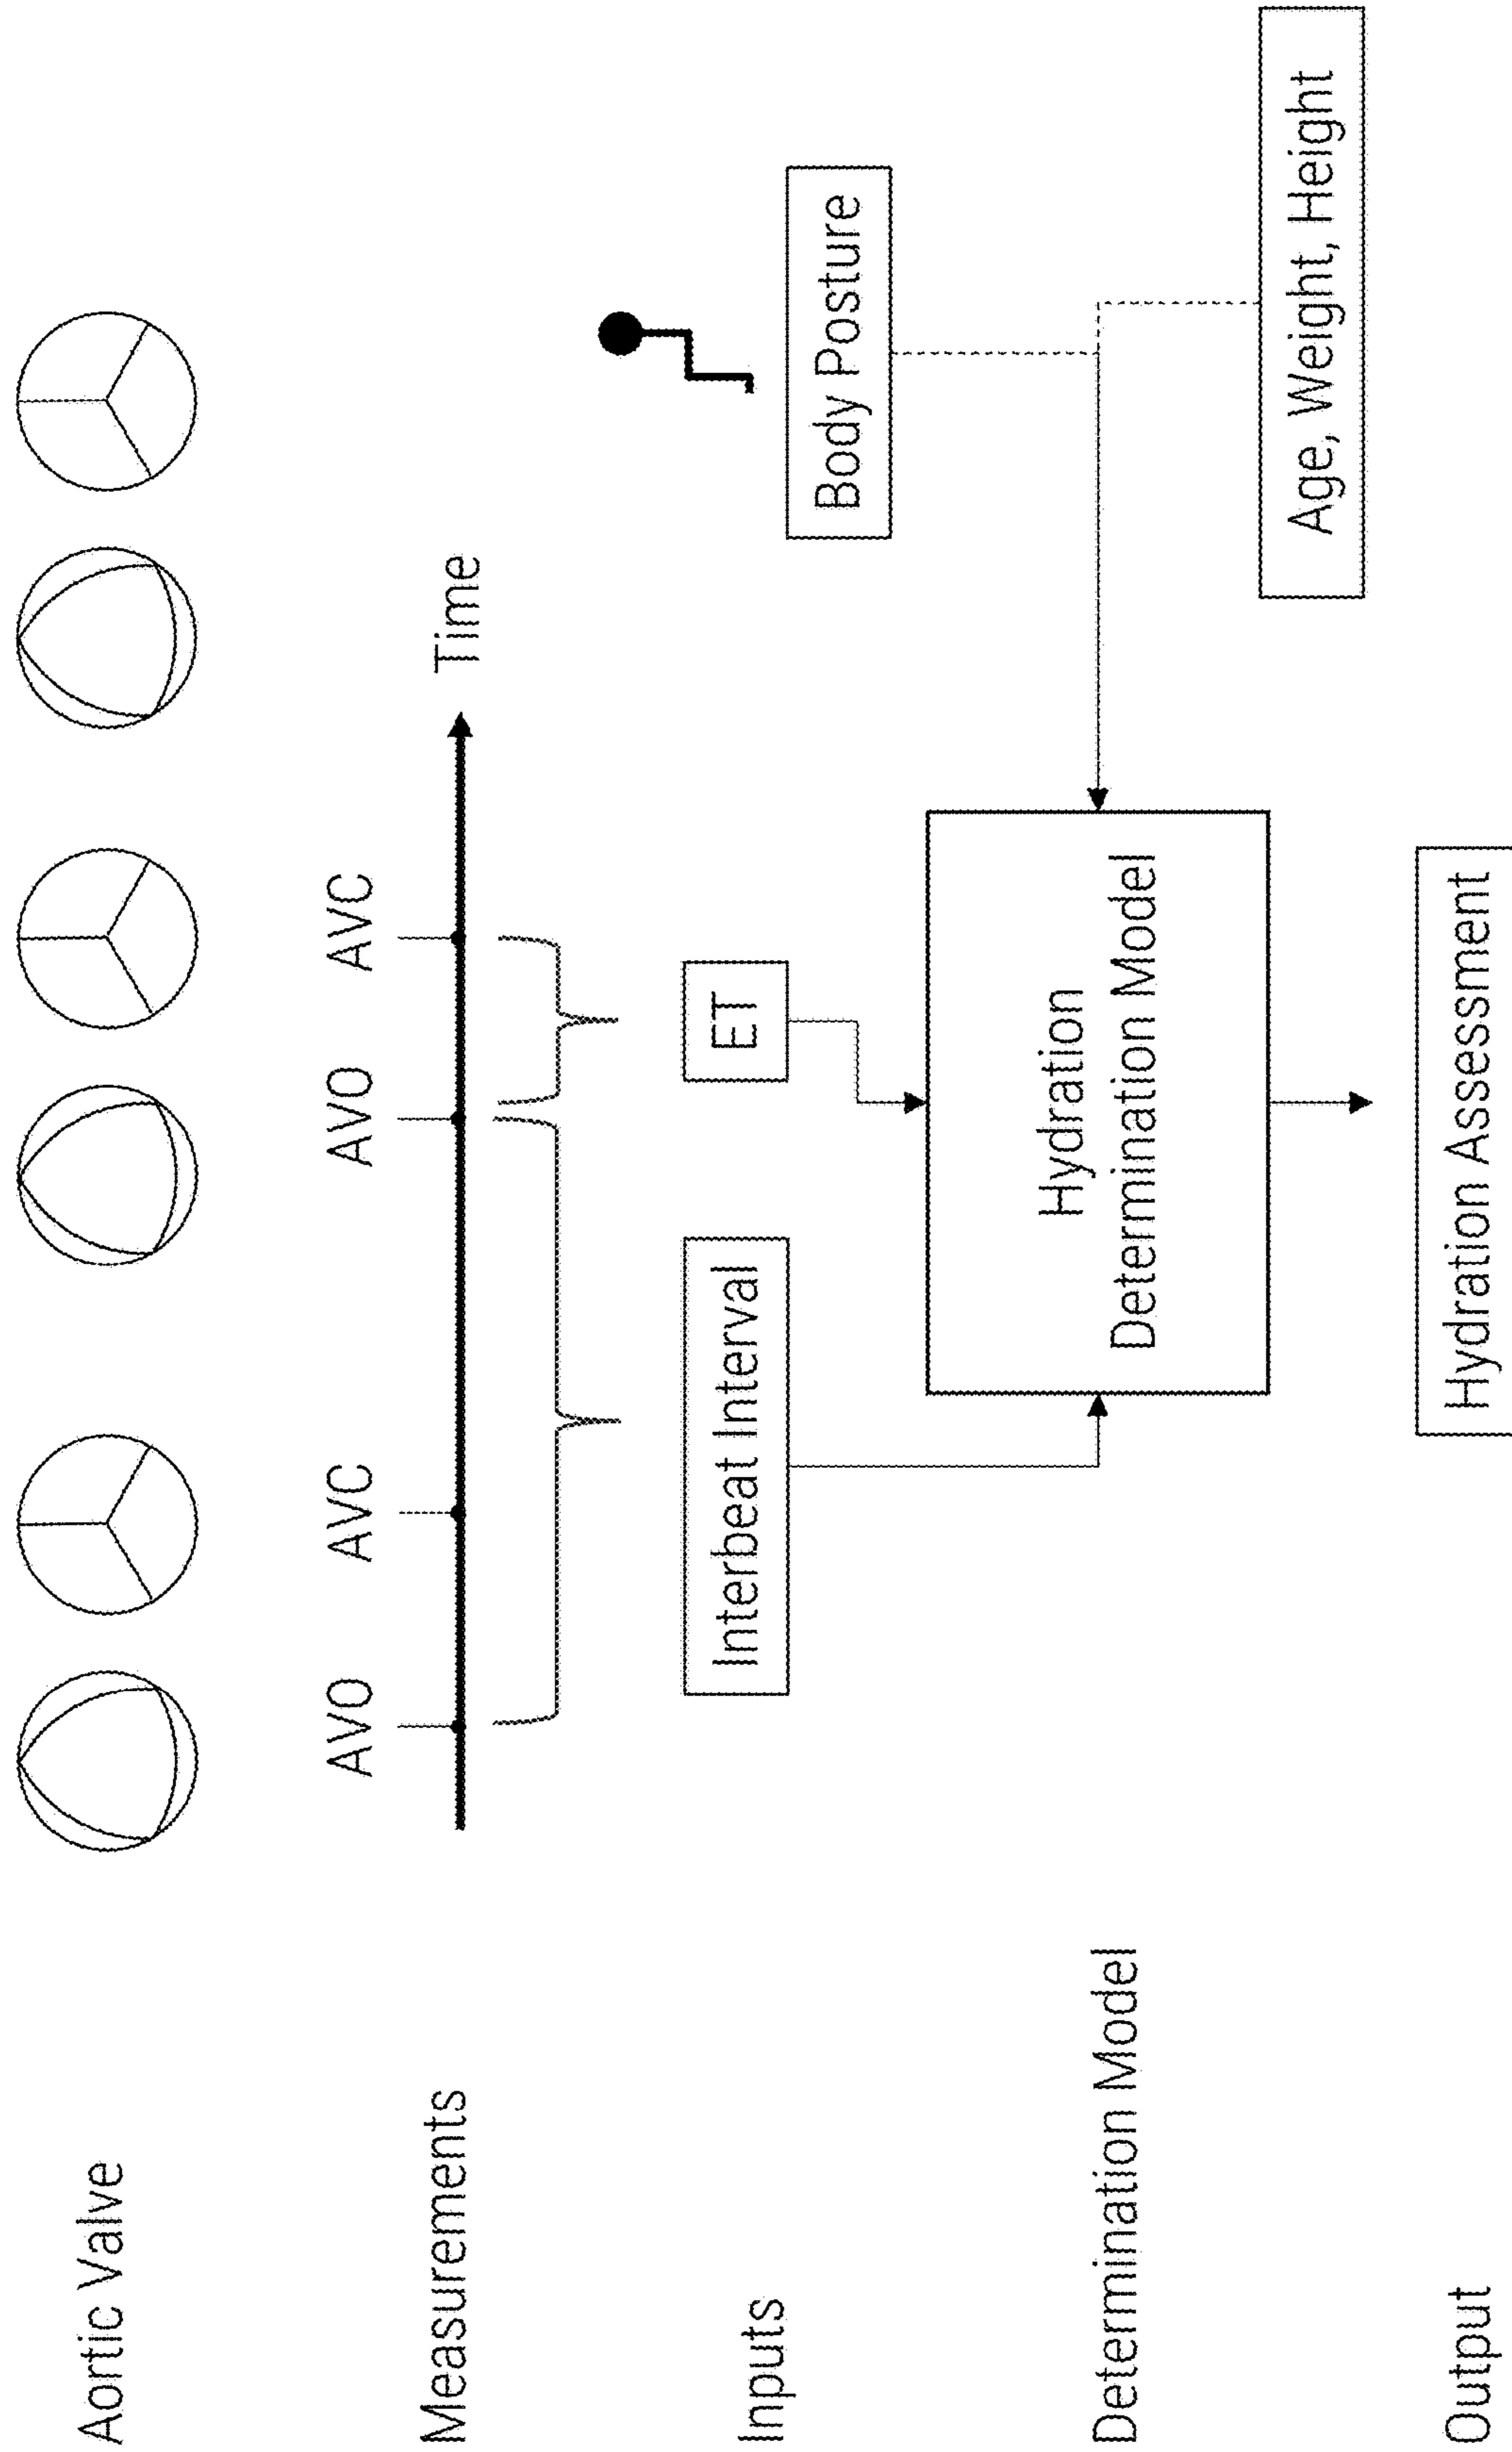 Aortic Valve
Measurements
AVO
AVC
AVO
AVC
Time
Inputs
Interbeat Interval
ET
Body Posture
Determination Model
Hydration
Determination Model
Age, Weight, Height
Output
Hydration Assessment